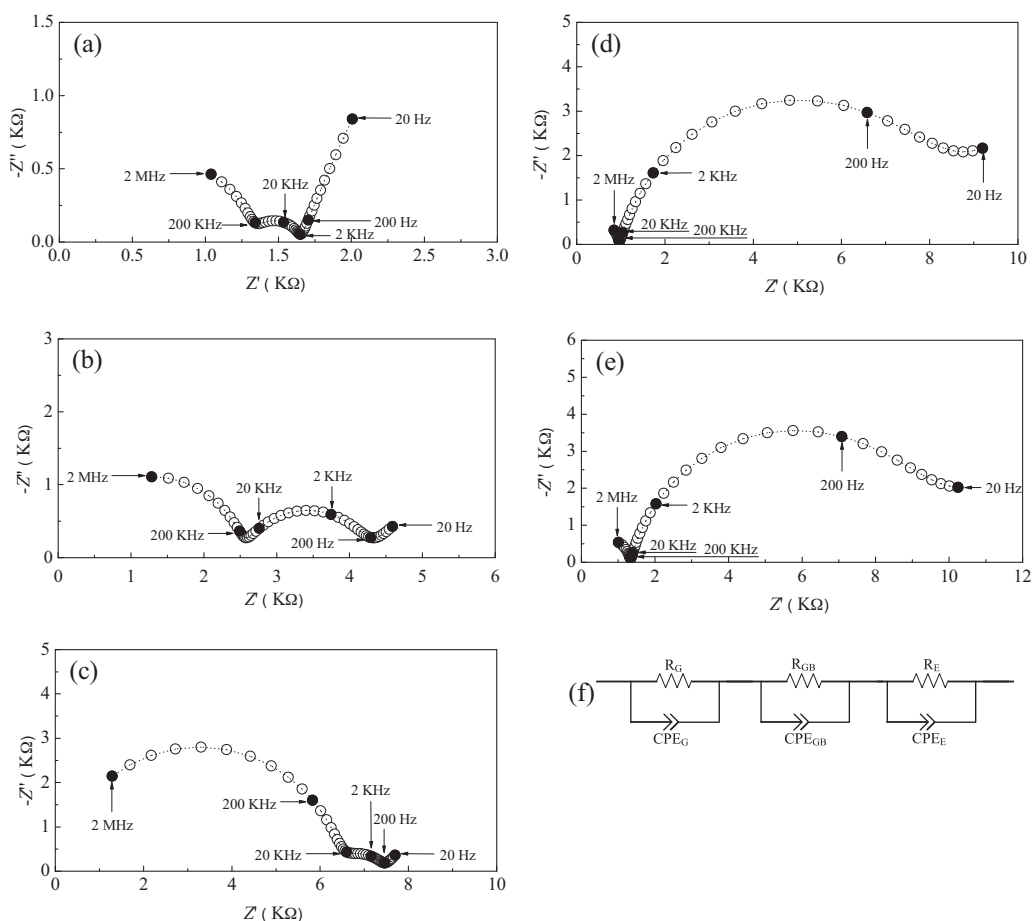 (a)
1.5
1.0
0.5
0.0
-Z'' ( KΩ)
2 MHz
200 KHz
20 KHz
2 KHz
200 Hz
20 Hz
0.0 0.5 1.0 1.5 2.0 2.5 3.0
Z' ( KΩ)
(b)
3
2
1
0
-Z'' ( KΩ)
2 MHz
200 KHz
20 KHz
2 KHz
200 Hz
20 Hz
0 1 2 3 4 5 6
Z' ( KΩ)
(c)
5
4
3
2
1
0
-Z'' ( KΩ)
2 MHz
200 KHz
20 KHz
2 KHz
200 Hz
20 Hz
0 2 4 6 8 10
Z' ( KΩ)
(d)
5
4
3
2
1
0
-Z'' ( KΩ)
2 MHz
2 KHz
20 KHz
200 KHz
200 Hz
20 Hz
0 2 4 6 8 10
Z' ( KΩ)
(e)
6
5
4
3
2
1
0
-Z'' ( KΩ)
2 MHz
2 KHz
20 KHz
200 KHz
200 Hz
20 Hz
0 2 4 6 8 10 12
Z' ( KΩ)
(f)
R_G R_GB R_E
CPE_G CPE_GB CPE_E